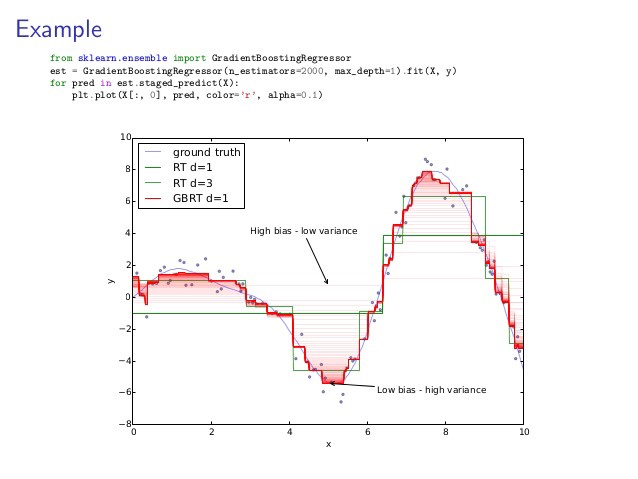 Example
from sklearn.ensemble import GradientBoostingRegressor
est = GradientBoostingRegressor(n_estimators=2000, max_depth=1).fit(X, y)
for pred in est.staged_predict(X):
    plt.plot(X[:, 0], pred, color='r', alpha=0.1)
10
8
6
4
2
0
−2
−4
−6
−8
y
ground truth
RT d=1
RT d=3
GBRT d=1
High bias - low variance
Low bias - high variance
0 2 4 6 8 10
x